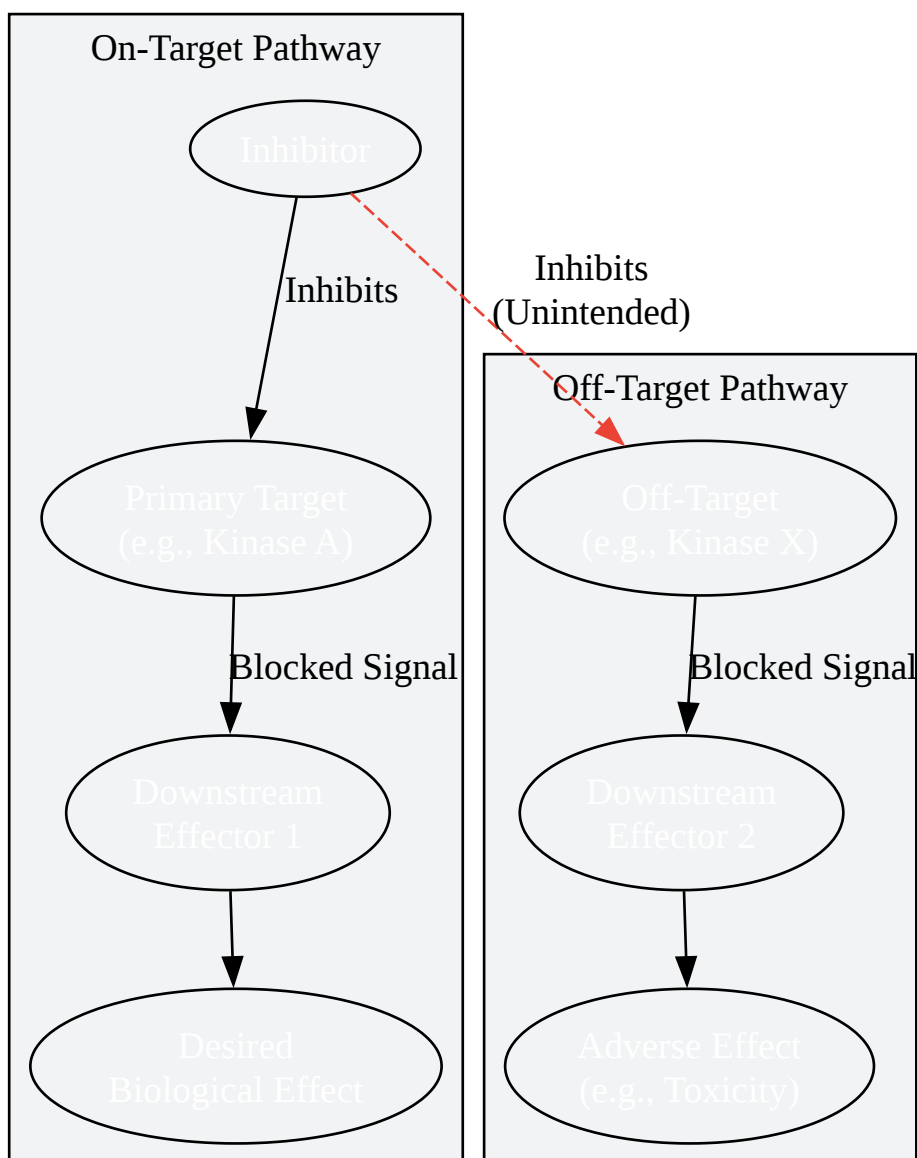 On-Target Pathway
Inhibitor
Inhibits
Inhibits
(Unintended)
Off-Target Pathway
Primary Target
(e.g., Kinase A)
Off-Target
(e.g., Kinase X)
Blocked Signal
Blocked Signal
Downstream
Effector 1
Downstream
Effector 2
Desired
Biological Effect
Adverse Effect
(e.g., Toxicity)